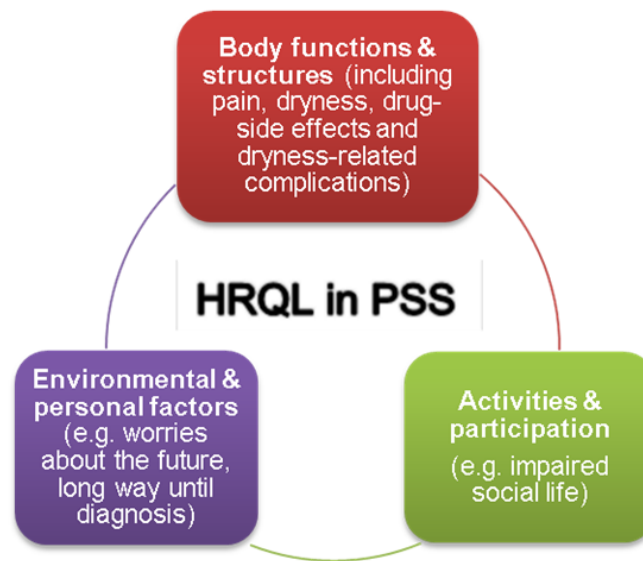 Body functions &
structures (including
pain, dryness, drug-
side effects and
dryness-related
complications)
HRQL in PSS
Environmental &
personal factors
(e.g. worries
about the future,
long way until
diagnosis)
Activities &
participation
(e.g. impaired
social life)